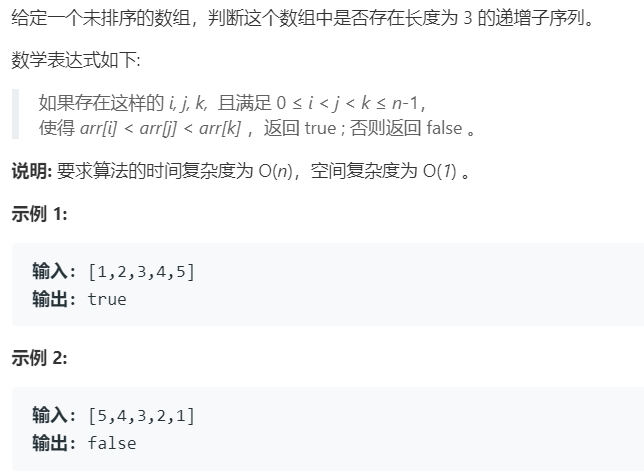 给定一个未排序的数组，判断这个数组中是否存在长度为 3 的递增子序列。
数学表达式如下:
如果存在这样的 i, j, k, 且满足 0 ≤ i < j < k ≤ n-1，
使得 arr[i] < arr[j] < arr[k] ，返回 true ; 否则返回 false 。
说明: 要求算法的时间复杂度为 O(n)，空间复杂度为 O(1) 。
示例 1:
输入: [1,2,3,4,5]
输出: true
示例 2:
输入: [5,4,3,2,1]
输出: false